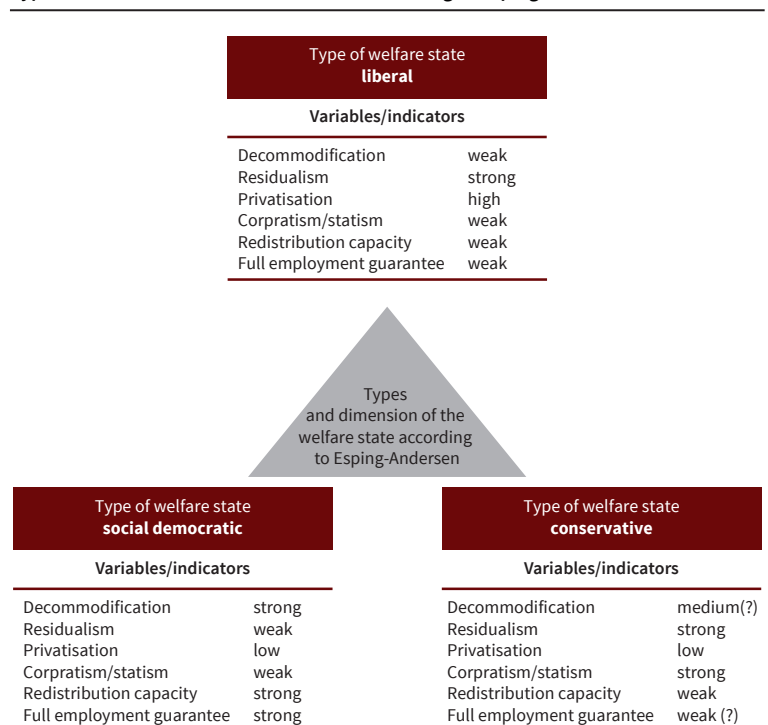 Type of welfare state
liberal
Variables/indicators
Decommodification weak
Residualism strong
Privatisation high
Corpratism/statism weak
Redistribution capacity weak
Full employment guarantee weak
Types
and dimension of the
welfare state according
to Esping-Andersen
Type of welfare state
social democratic
Variables/indicators
Decommodification strong
Residualism weak
Privatisation low
Corpratism/statism weak
Redistribution capacity strong
Full employment guarantee strong
Type of welfare state
conservative
Variables/indicators
Decommodification medium(?)
Residualism strong
Privatisation low
Corpratism/statism strong
Redistribution capacity weak
Full employment guarantee weak (?)